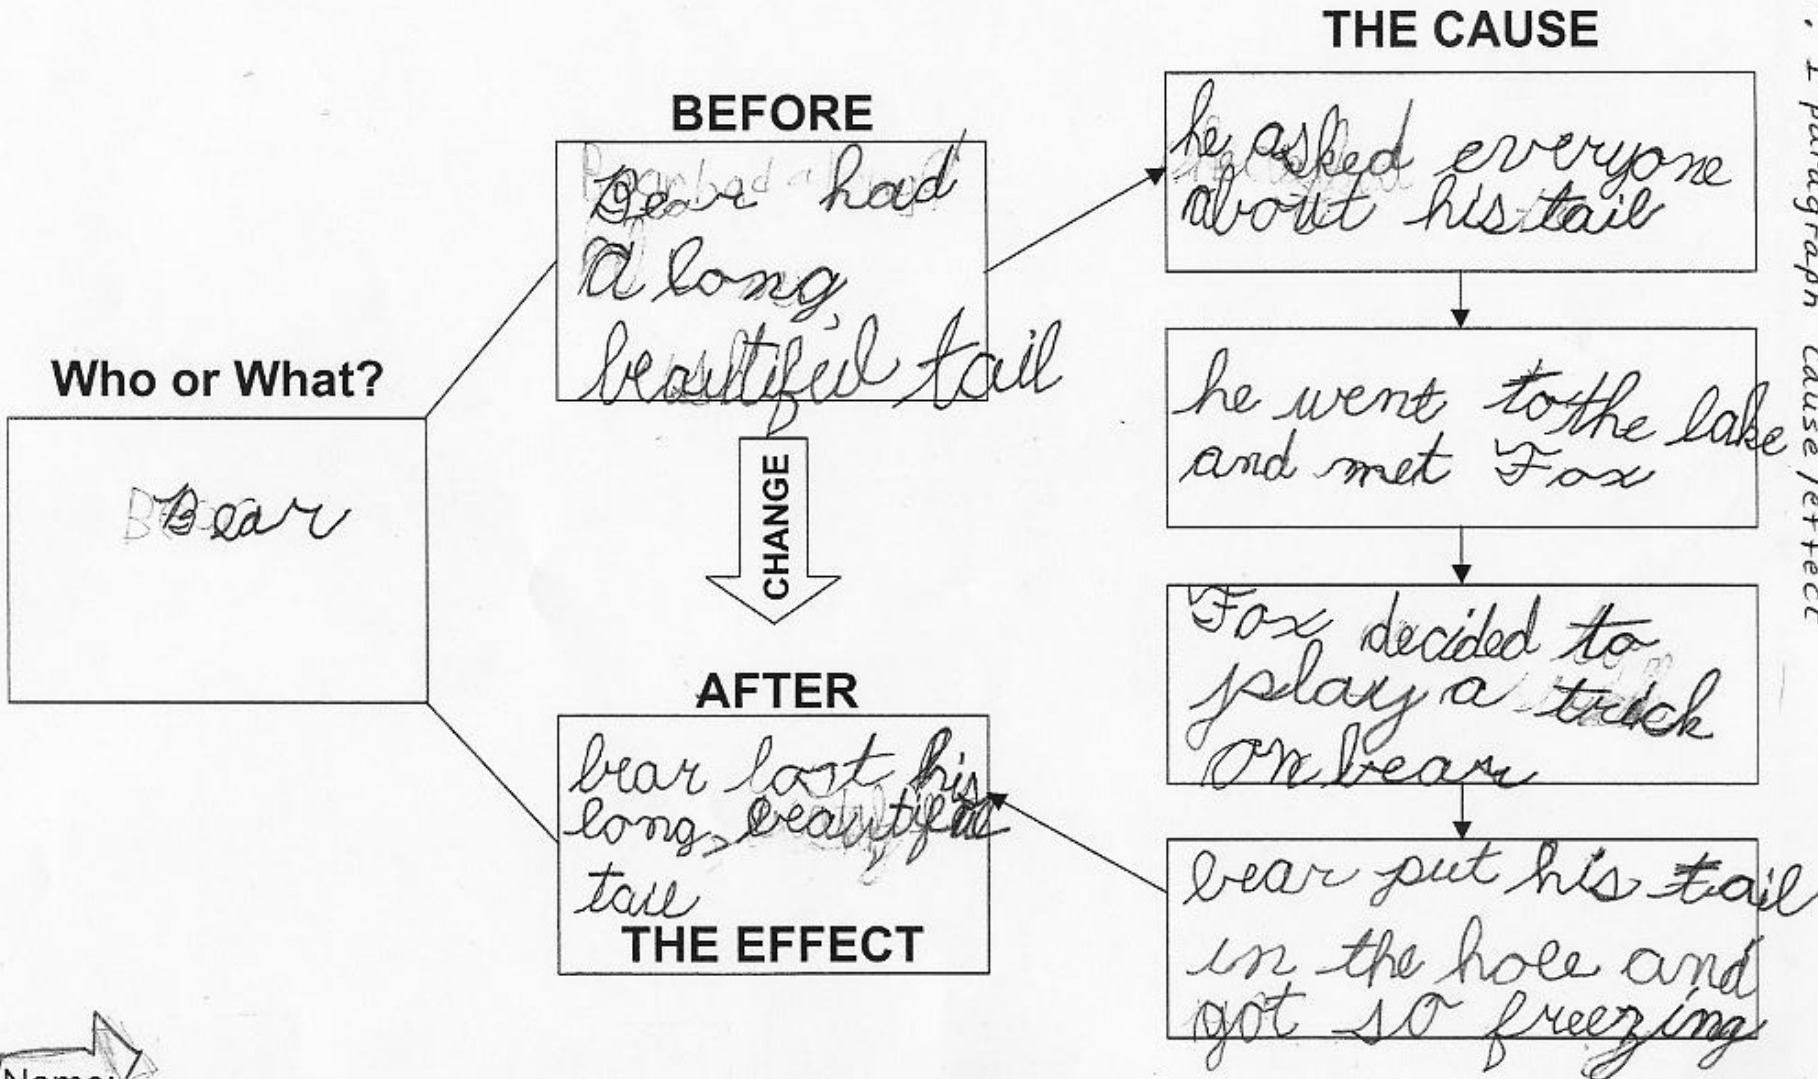 Who or What?
Bear
BEFORE
Bear had
a long,
beautiful tail
CHANGE
AFTER
bear lost his
long, beautiful
tail
THE EFFECT
THE CAUSE
he asked everyone
about his tail
he went to the lake
and met Fox
Fox decided to
play a trick
on bear
bear put his tail
in the hole and
got so freezing
1 paragraph cause/effect
Name: